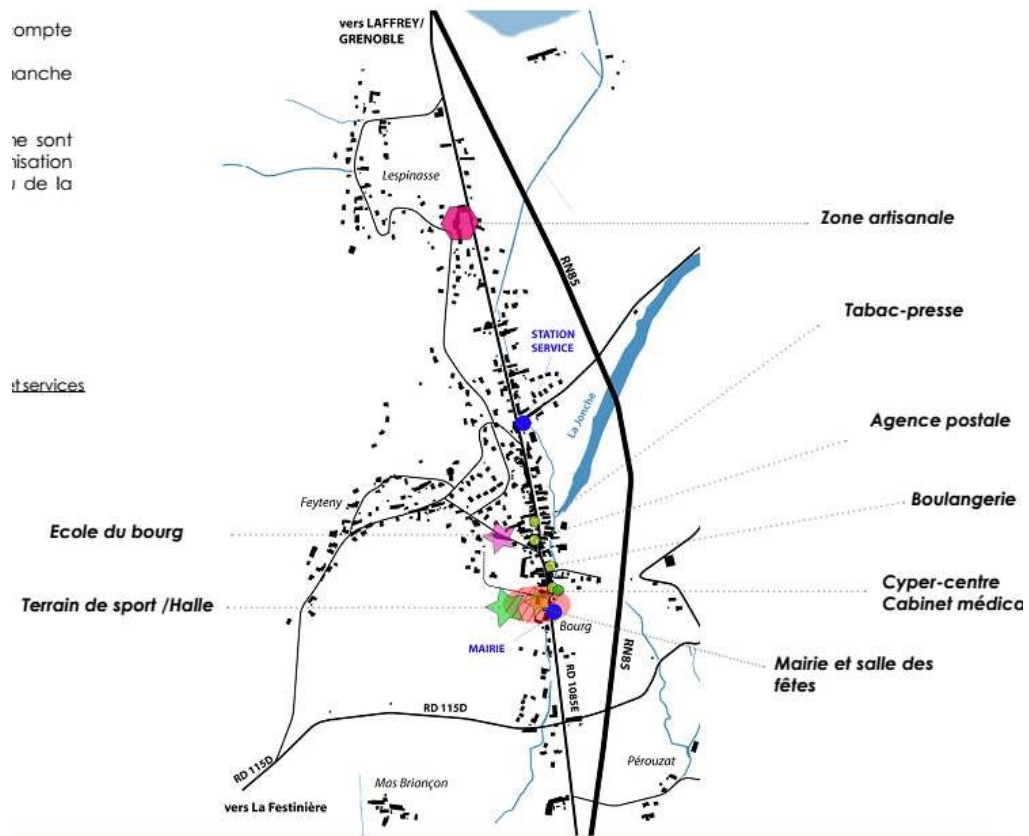 compte
manche
ne sont
nisation
u de la
et services
vers LAFFREY/
GRENOBLE
Lespinasse
Zone artisanale
RN85
Tabac-presse
STATION
SERVICE
La Jonche
Agence postale
Feyteny
Boulangerie
Ecole du bourg
Cyper-centre
Cabinet médica
Terrain de sport /Halle
Bourg
MAIRIE
Mairie et salle des
fêtes
RN85
RD 1085E
RD 115D
RD 115D
Pérouzat
Mas Briançon
vers La Festinière